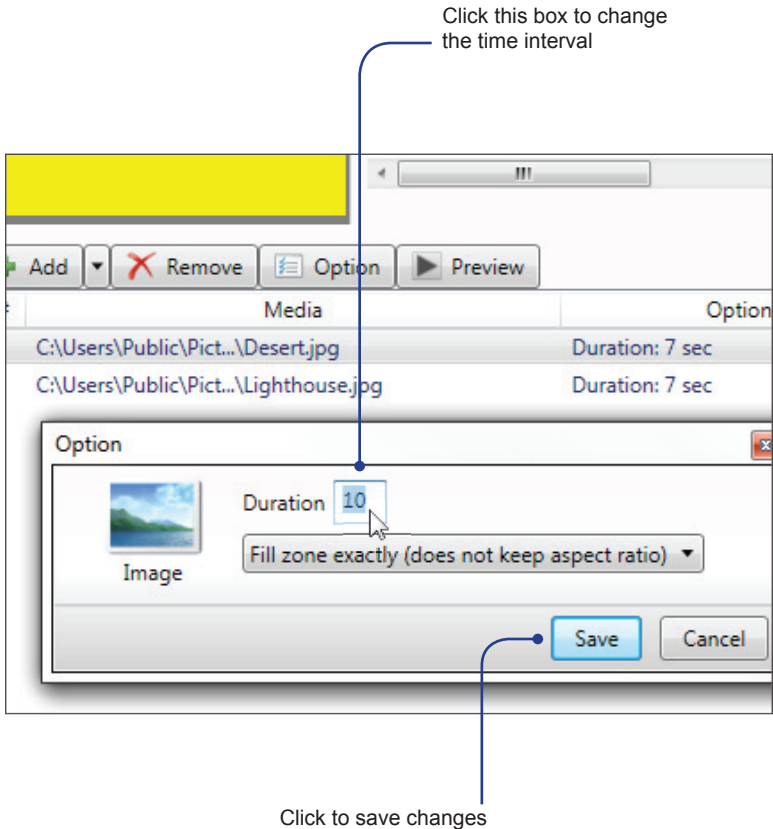 Click this box to change
the time interval
Add Remove Option Preview
Media Option
C:\Users\Public\Pict...\Desert.jpg Duration: 7 sec
C:\Users\Public\Pict...\Lighthouse.jpg Duration: 7 sec
Option
Duration 10
Fill zone exactly (does not keep aspect ratio)
Image
Save Cancel
Click to save changes